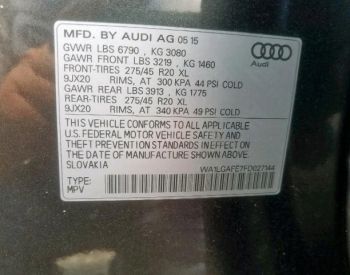 MFD. BY AUDI AG 05 15
GVWR LBS 6790 , KG 3080
GAWR FRONT LBS 3219 , KG 1460
FRONT-TIRES 275/45 R20 XL
9JX20 RIMS, AT 300 KPA 44 PSI COLD
GAWR REAR LBS 3913 , KG 1775
REAR-TIRES 275/45 R20 XL
9JX20 RIMS, AT 340 KPA 49 PSI COLD
Audi
THIS VEHICLE CONFORMS TO ALL APPLICABLE
U.S. FEDERAL MOTOR VEHICLE SAFETY AND
THEFT PREVENTION STANDARDS IN EFFECT ON
THE DATE OF MANUFACTURE SHOWN ABOVE.
SLOVAKIA
WA1LGAFE7FD027144
TYPE:
MPV